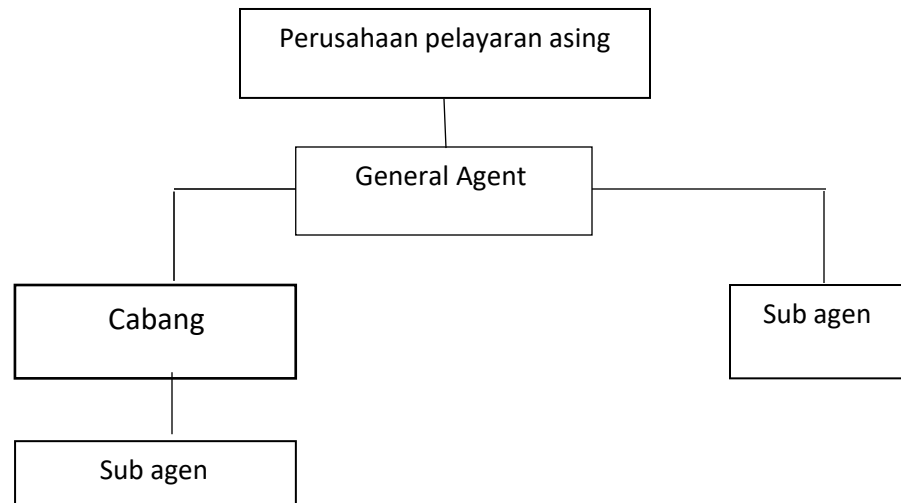 Perusahaan pelayaran asing
General Agent
Cabang
Sub agen
Sub agen